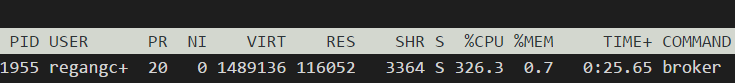 PID USER PR NI VIRT RES SHR S %CPU %MEM TIME+ COMMAND
1955 regangc+ 20 0 1489136 116052 3364 S 326.3 0.7 0:25.65 broker